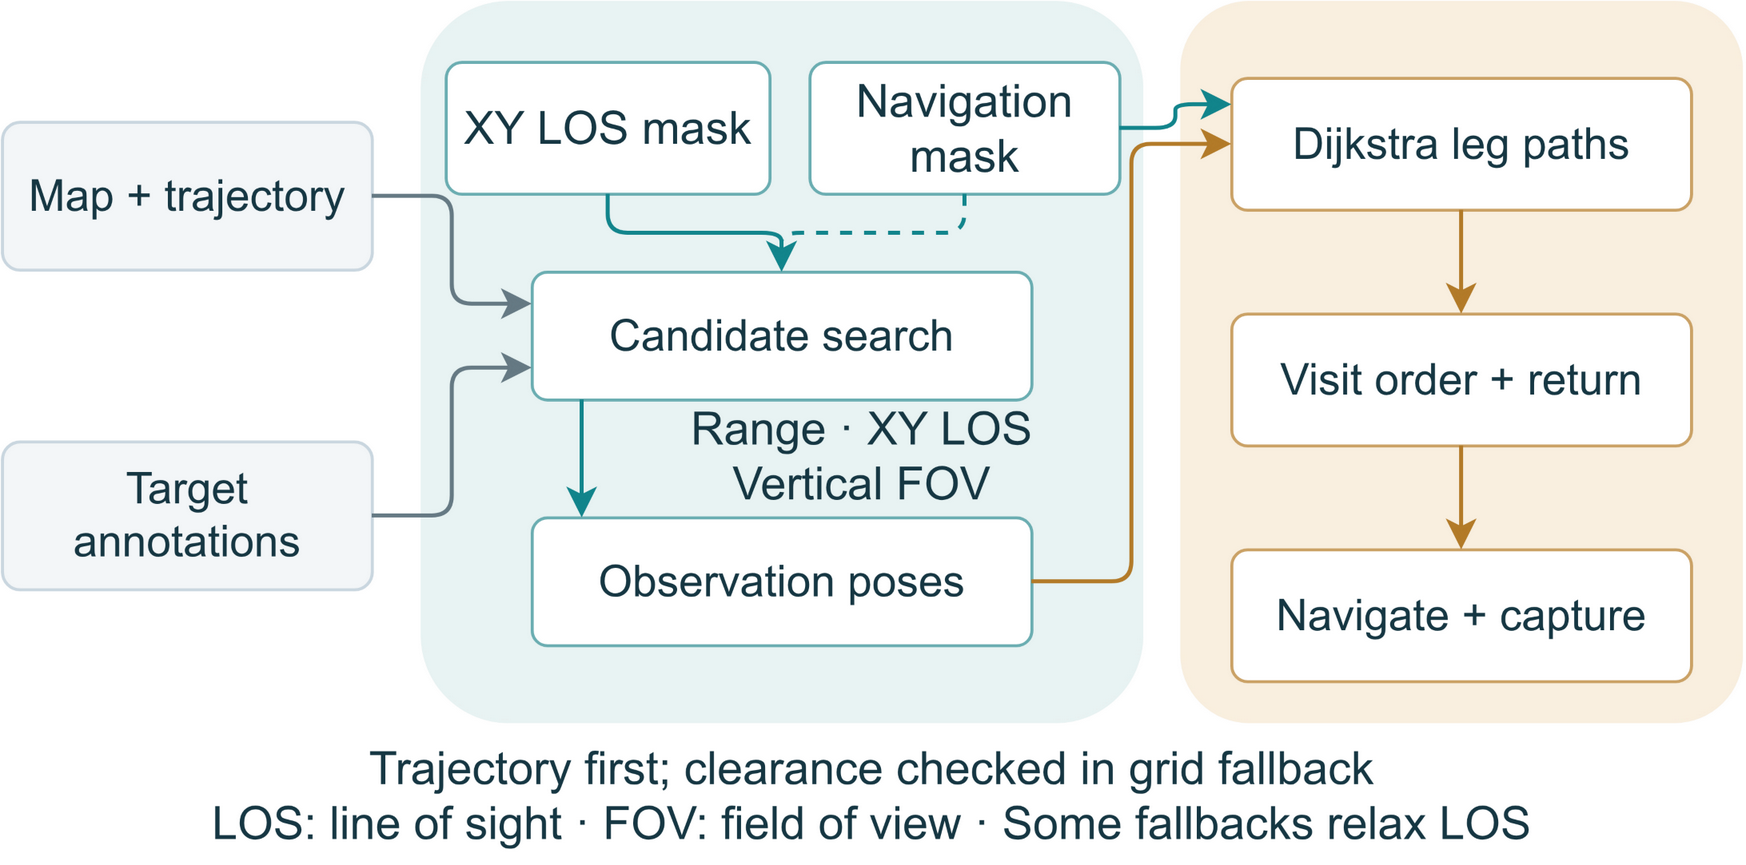 Map + trajectory
Target
annotations
XY LOS mask
Navigation
mask
Candidate search
Range · XY LOS
Vertical FOV
Observation poses
Dijkstra leg paths
Visit order + return
Navigate + capture
Trajectory first; clearance checked in grid fallback
LOS: line of sight · FOV: field of view · Some fallbacks relax LOS